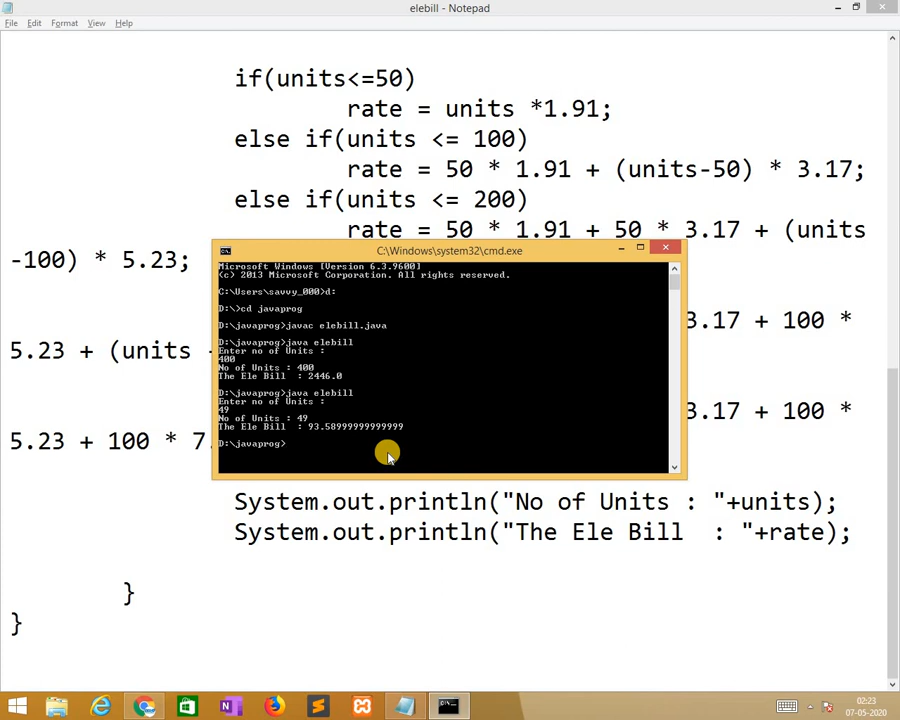 elebill - Notepad
File Edit Format View Help
if(units<=50)
rate = units *1.91;
else if(units <= 100)
rate = 50 * 1.91 + (units-50) * 3.17;
else if(units <= 200)
rate = 50 * 1.91 + 50 * 3.17 + (units
-100) * 5.23;
3.17 + 100 *
5.23 + (units -
3.17 + 100 *
5.23 + 100 * 7.
System.out.println("No of Units : "+units);
System.out.println("The Ele Bill  : "+rate);
}
}
C:\Windows\system32\cmd.exe
Microsoft Windows [Version 6.3.9600]
(c) 2013 Microsoft Corporation. All rights reserved.
C:\Users\savvy_000>d:
D:\>cd javaprog
D:\javaprog>javac elebill.java
D:\javaprog>java elebill
Enter no of Units :
400
No of Units : 400
The Ele Bill  : 2446.0
D:\javaprog>java elebill
Enter no of Units :
49
No of Units : 49
The Ele Bill  : 93.58999999999999
D:\javaprog>
02:23
07-05-2020